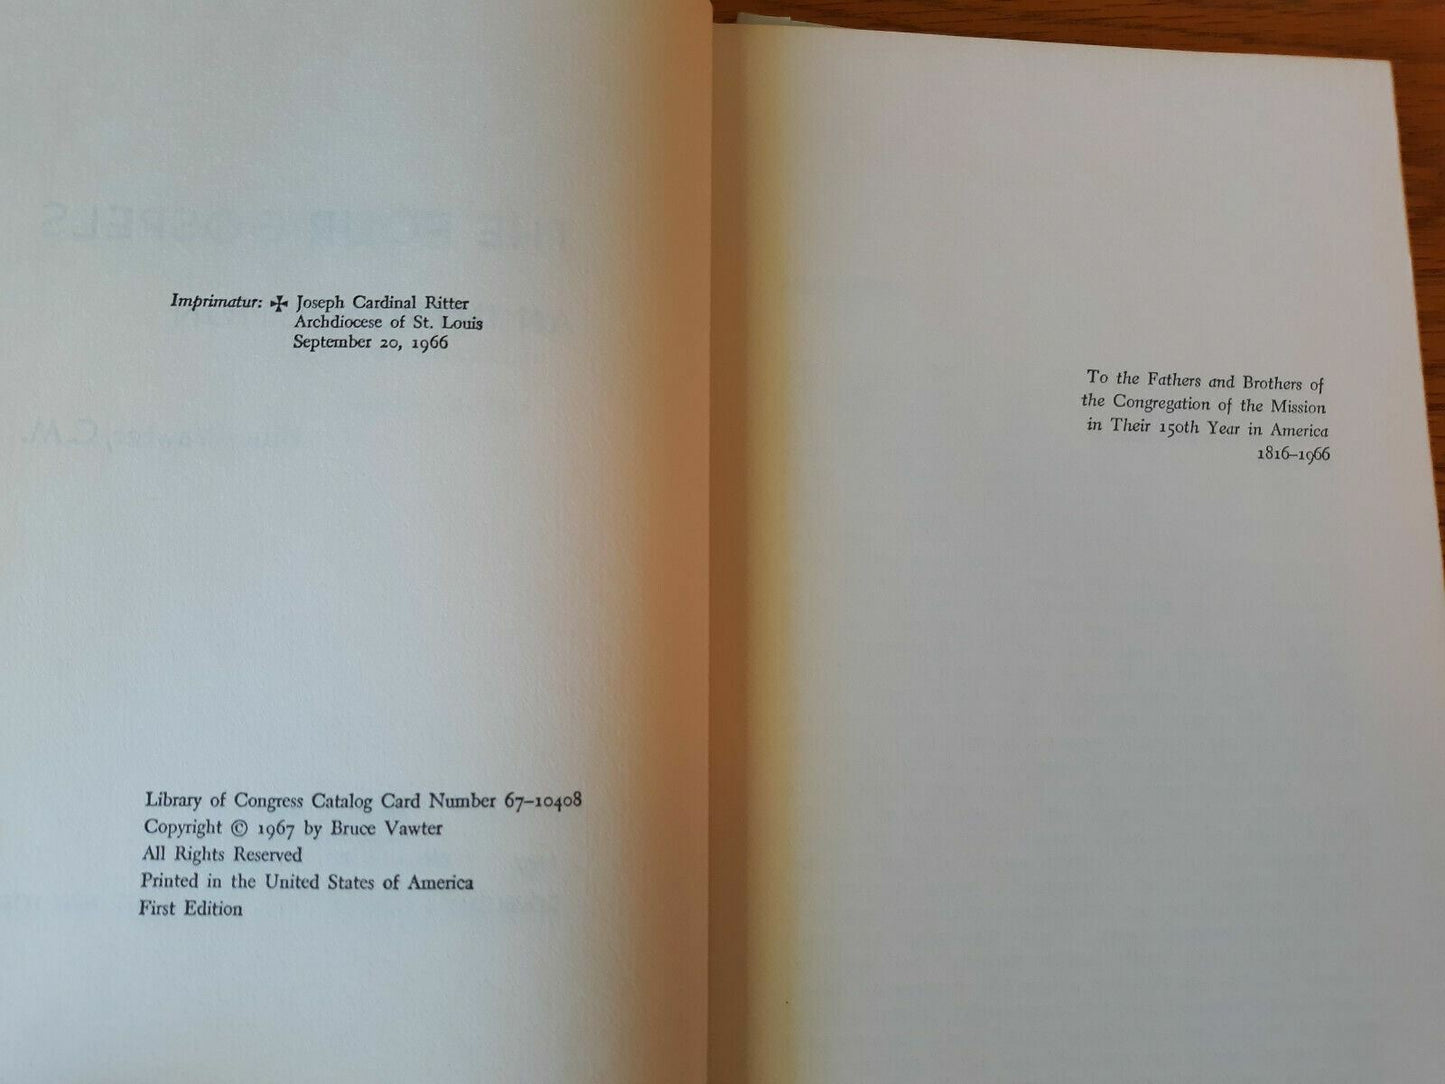 Imprimatur: ✠ Joseph Cardinal Ritter
Archdiocese of St. Louis
September 20, 1966
Library of Congress Catalog Card Number 67–10408
Copyright © 1967 by Bruce Vawter
All Rights Reserved
Printed in the United States of America
First Edition
To the Fathers and Brothers of
the Congregation of the Mission
in Their 150th Year in America
1816–1966